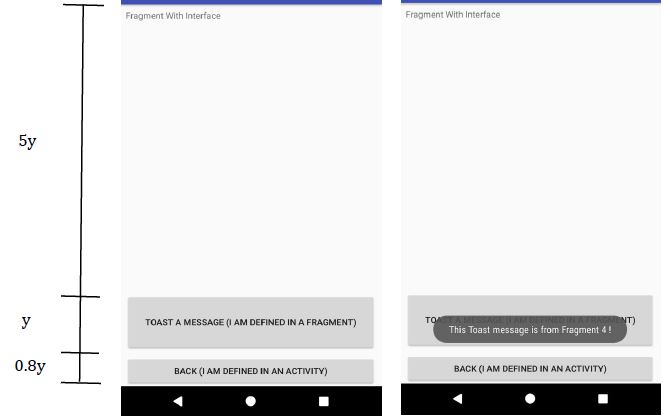 5y
y
0.8y
Fragment With Interface
TOAST A MESSAGE (I AM DEFINED IN A FRAGMENT)
BACK (I AM DEFINED IN AN ACTIVITY)
Fragment With Interface
TOAST A MESSAGE (I AM DEFINED IN A FRAGMENT)
This Toast message is from Fragment 4 !
BACK (I AM DEFINED IN AN ACTIVITY)